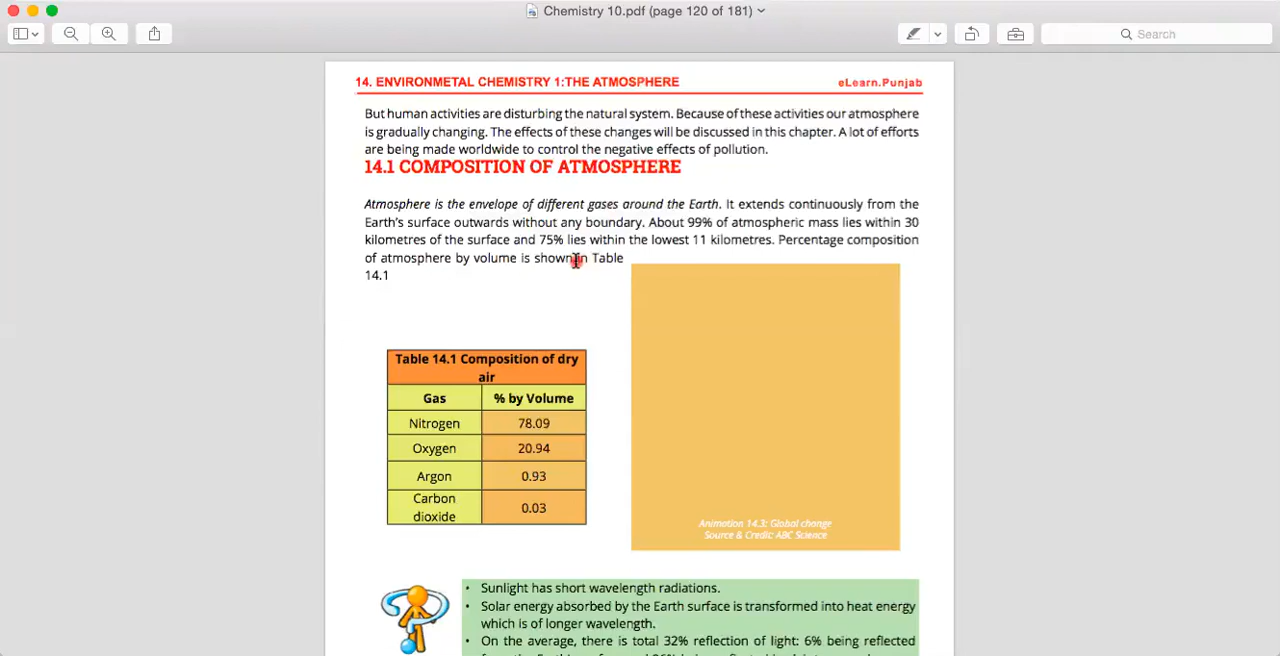 Chemistry 10.pdf (page 120 of 181)
Search
14. ENVIRONMETAL CHEMISTRY 1:THE ATMOSPHERE eLearn.Punjab
But human activities are disturbing the natural system. Because of these activities our atmosphere
is gradually changing. The effects of these changes will be discussed in this chapter. A lot of efforts
are being made worldwide to control the negative effects of pollution.
14.1 COMPOSITION OF ATMOSPHERE
Atmosphere is the envelope of different gases around the Earth. It extends continuously from the
Earth's surface outwards without any boundary. About 99% of atmospheric mass lies within 30
kilometres of the surface and 75% lies within the lowest 11 kilometres. Percentage composition
of atmosphere by volume is shown in Table
14.1
Table 14.1 Composition of dry
air
Gas % by Volume
Nitrogen 78.09
Oxygen 20.94
Argon 0.93
Carbon
dioxide 0.03
Animation 14.3: Global change
Source & Credit: ABC Science
• Sunlight has short wavelength radiations.
• Solar energy absorbed by the Earth surface is transformed into heat energy
which is of longer wavelength.
• On the average, there is total 32% reflection of light: 6% being reflected